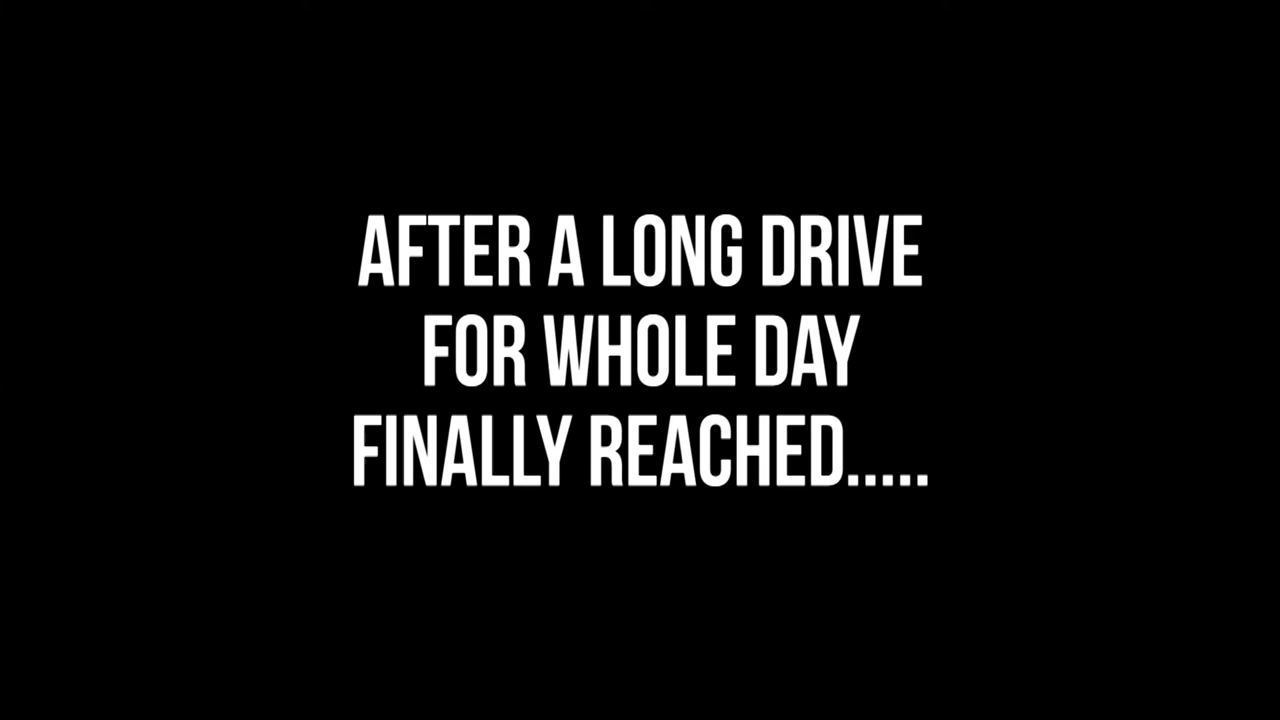 AFTER A LONG DRIVE
FOR WHOLE DAY
FINALLY REACHED.....